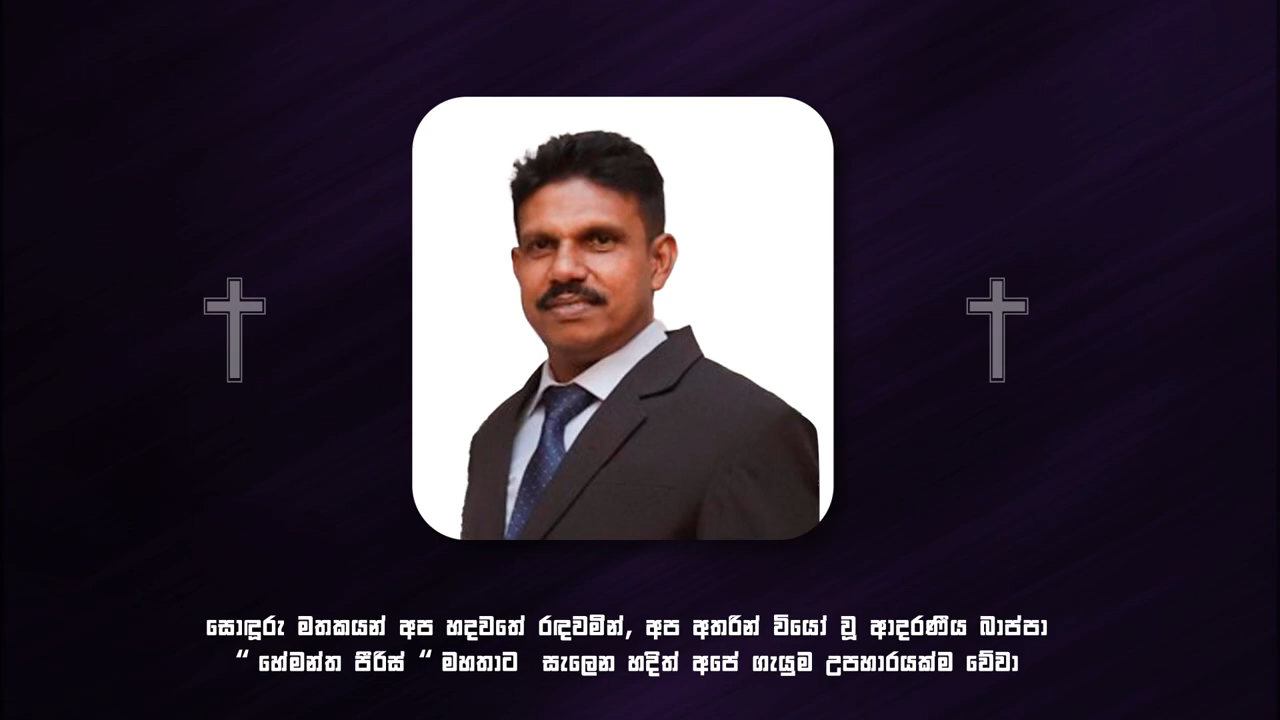 සොඳුරු මතකයන් අප හදවතේ රඳවමින්, අප අතරින් වියෝ වූ ආදරණීය බාප්පා
“ හේමන්ත පීරිස් “ මහතාට සැලෙන හදිත් අපේ ගැයුම උපහාරයක්ම වේවා